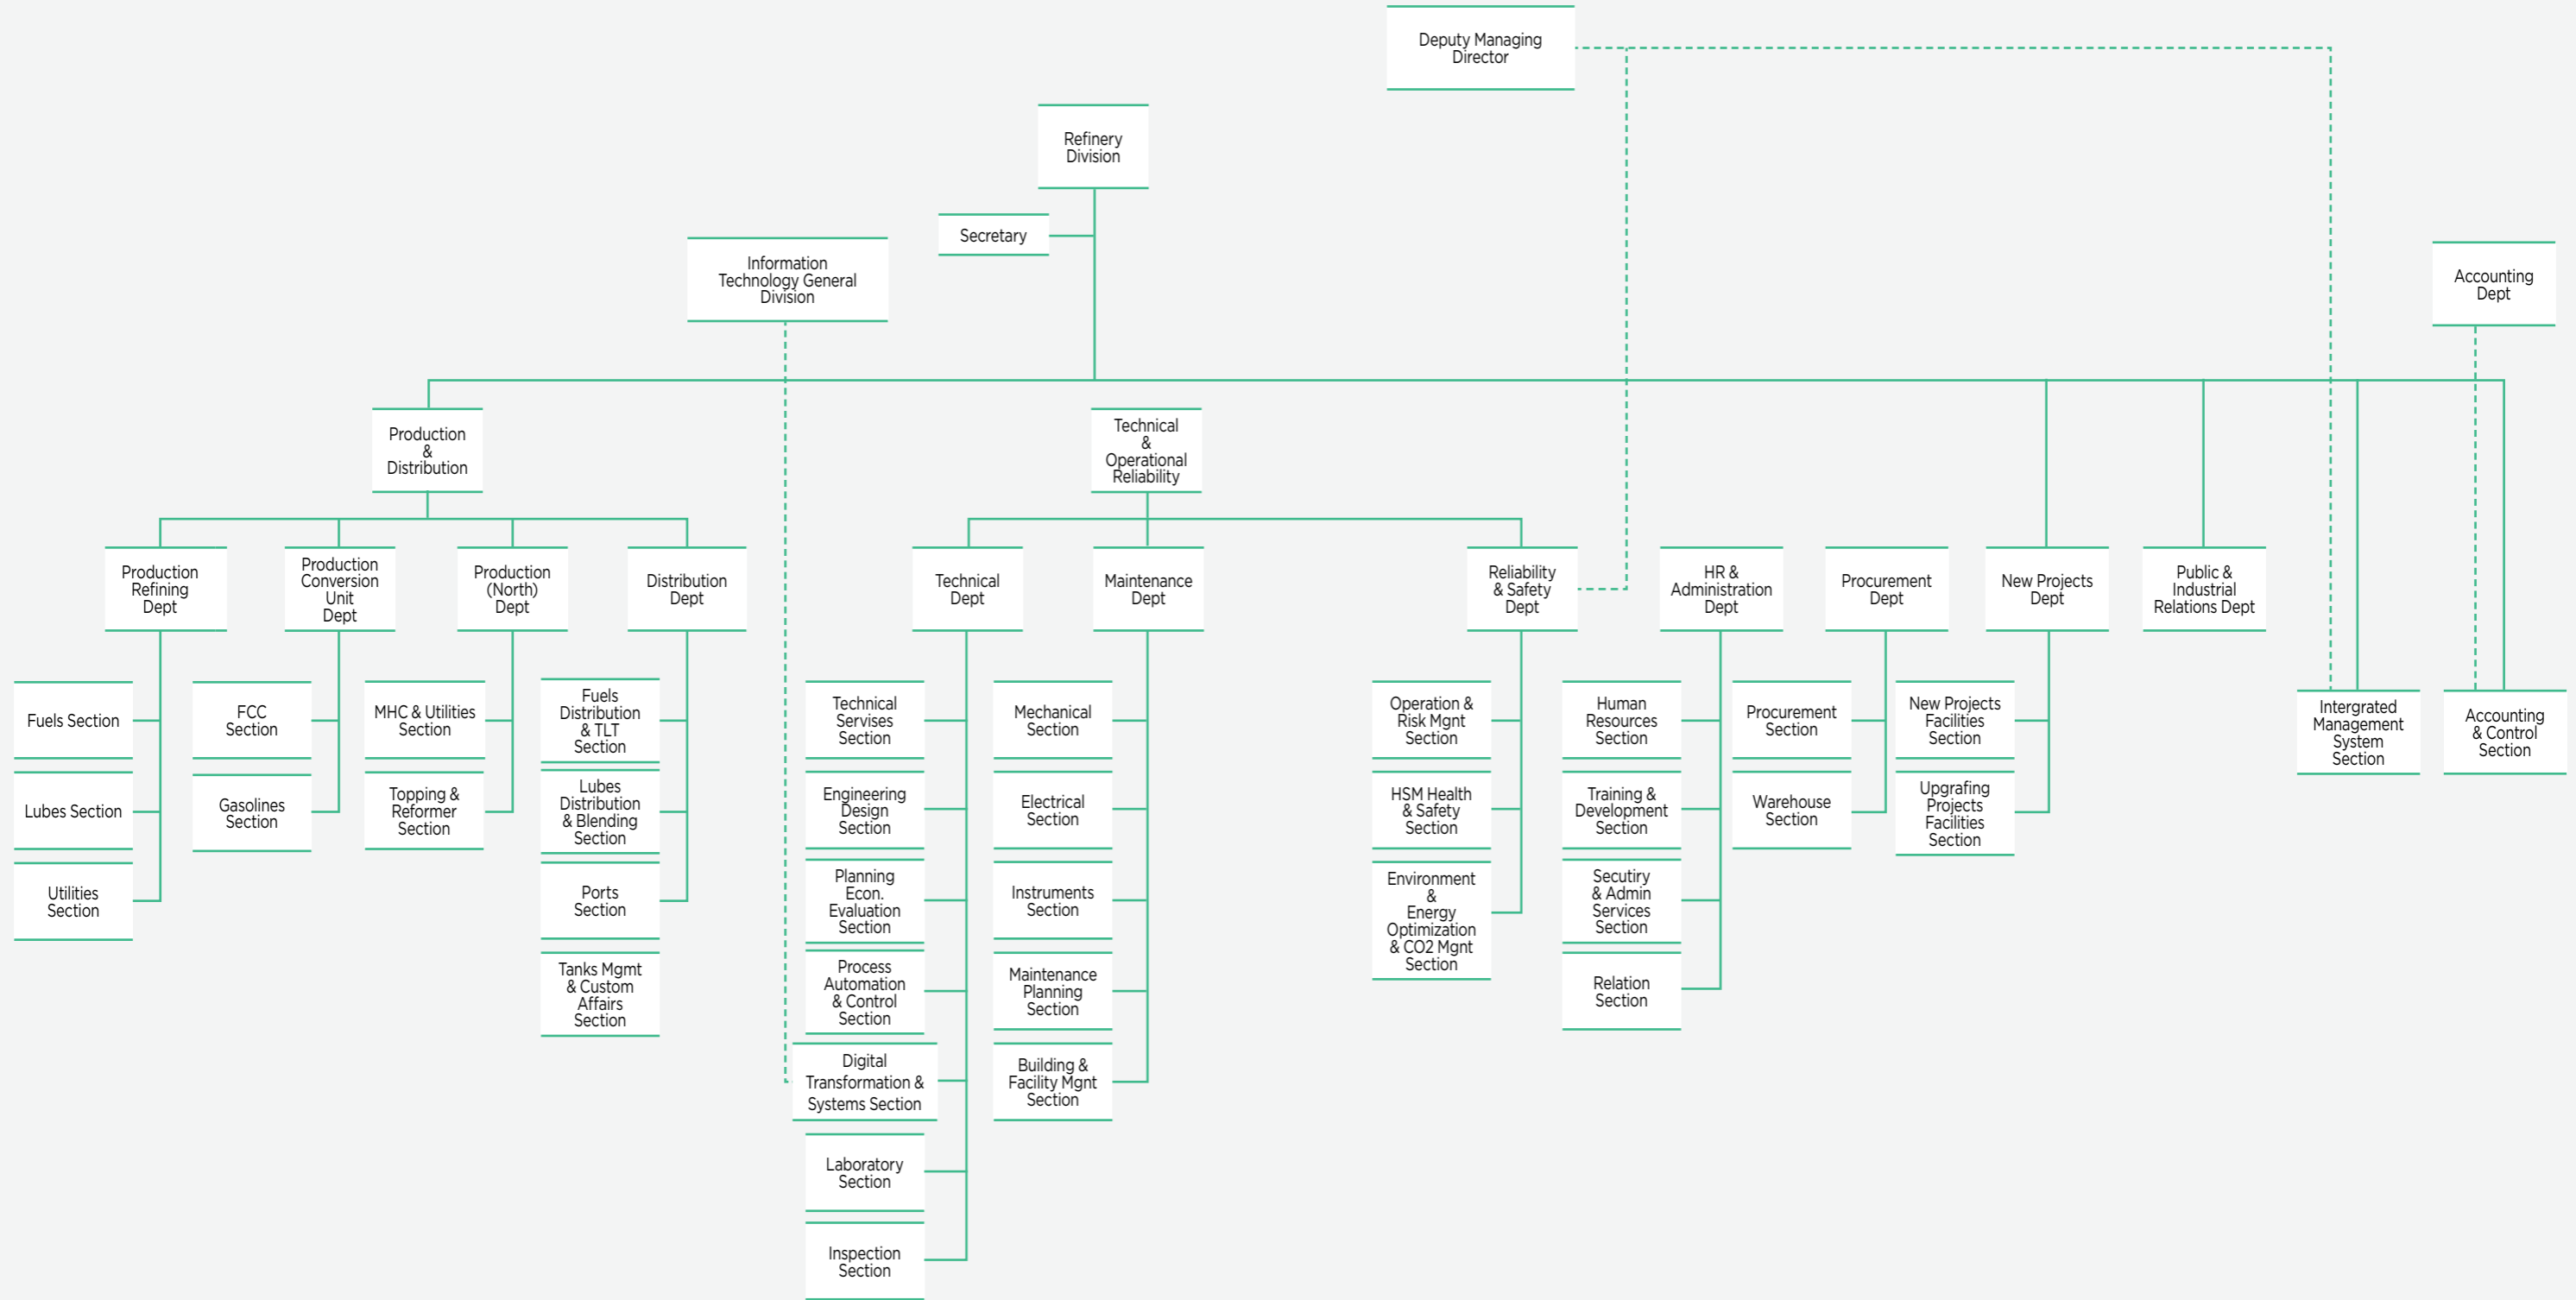 Deputy Managing
Director
Refinery
Division
Secretary
Information
Technology General
Division
Accounting
Dept
Production
&
Distribution
Technical
&
Operational
Reliability
Production
Refining
Dept
Production
Conversion
Unit
Dept
Production
(North)
Dept
Distribution
Dept
Technical
Dept
Maintenance
Dept
Reliability
& Safety
Dept
HR &
Administration
Dept
Procurement
Dept
New Projects
Dept
Public &
Industrial
Relations Dept
Fuels Section
Lubes Section
Utilities
Section
FCC
Section
Gasolines
Section
MHC & Utilities
Section
Topping &
Reformer
Section
Fuels
Distribution
& TLT
Section
Lubes
Distribution
& Blending
Section
Ports
Section
Tanks Mgmt
& Custom
Affairs
Section
Technical
Servises
Section
Engineering
Design
Section
Planning
Econ.
Evaluation
Section
Process
Automation
& Control
Section
Digital
Transformation &
Systems Section
Laboratory
Section
Inspection
Section
Mechanical
Section
Electrical
Section
Instruments
Section
Maintenance
Planning
Section
Building &
Facility Mgnt
Section
Operation &
Risk Mgnt
Section
HSM Health
& Safety
Section
Environment
&
Energy
Optimization
& CO2 Mgnt
Section
Human
Resources
Section
Training &
Development
Section
Secutiry
& Admin
Services
Section
Relation
Section
Procurement
Section
Warehouse
Section
New Projects
Facilities
Section
Upgrafing
Projects
Facilities
Section
Intergrated
Management
System
Section
Accounting
& Control
Section